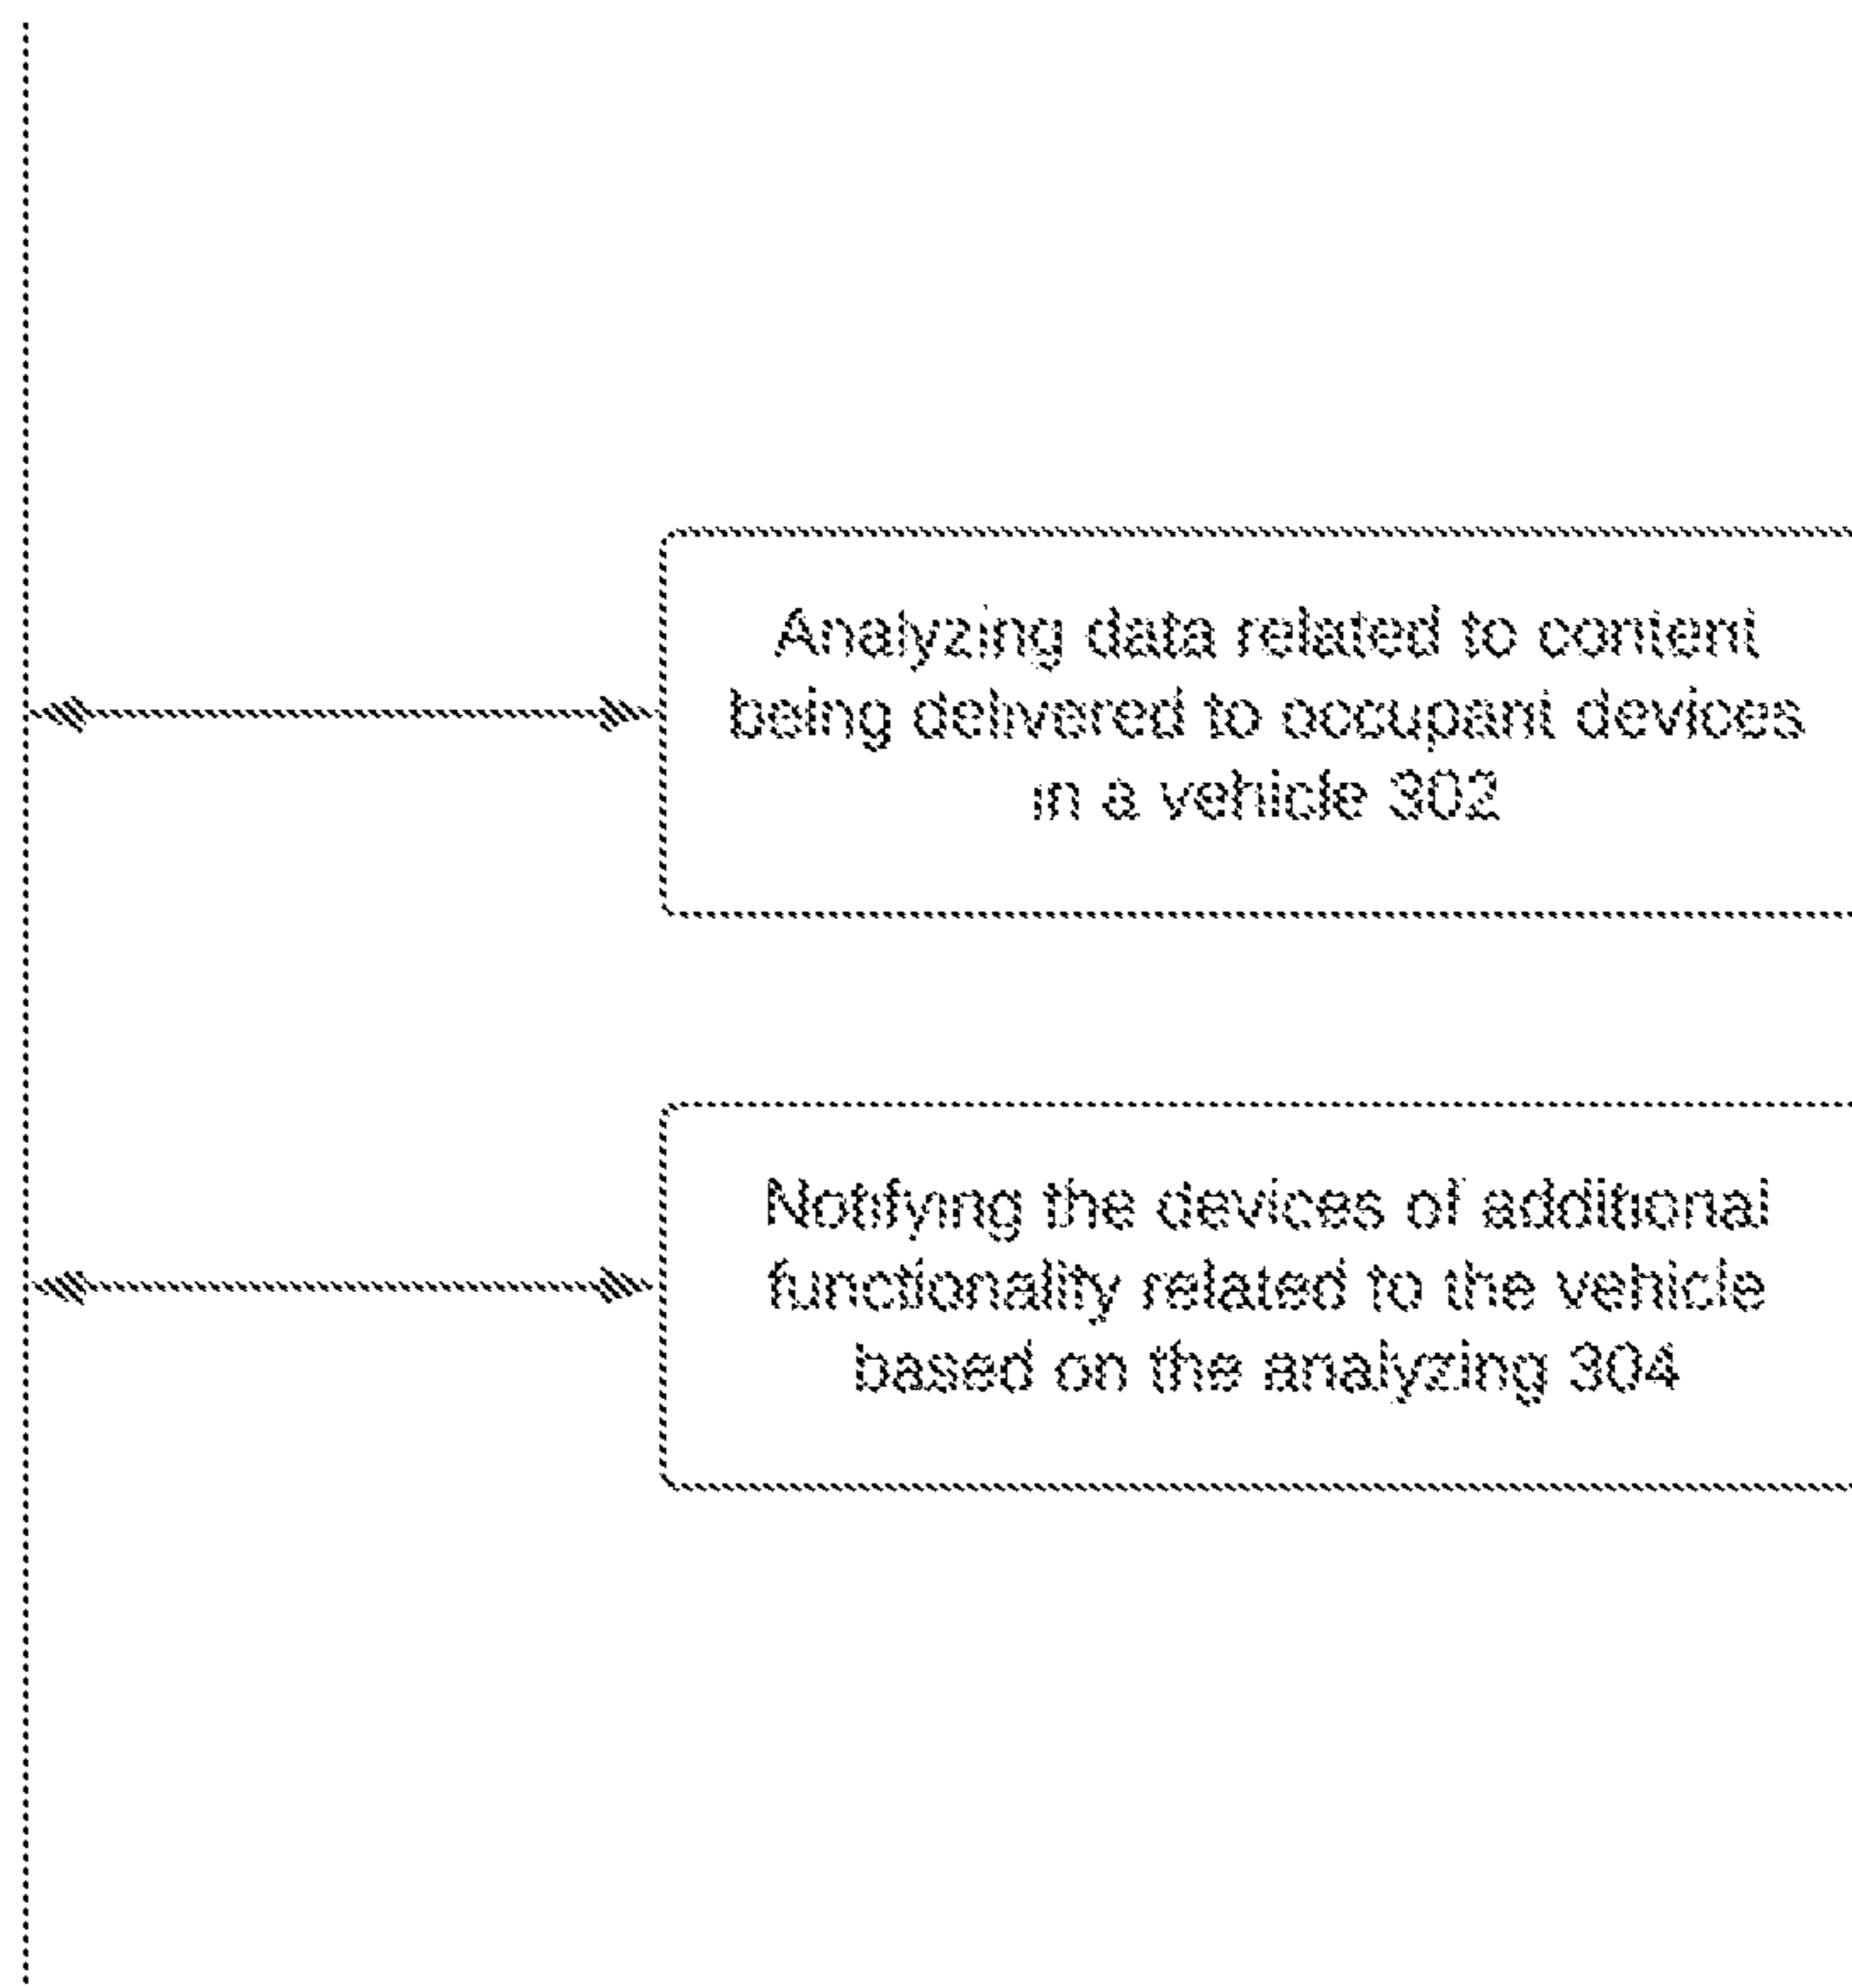 Analyzing data related to content
being delivered to occupant devices
in a vehicle 302
Notifying the devices of additional
functionality related to the vehicle
based on the analyzing 304